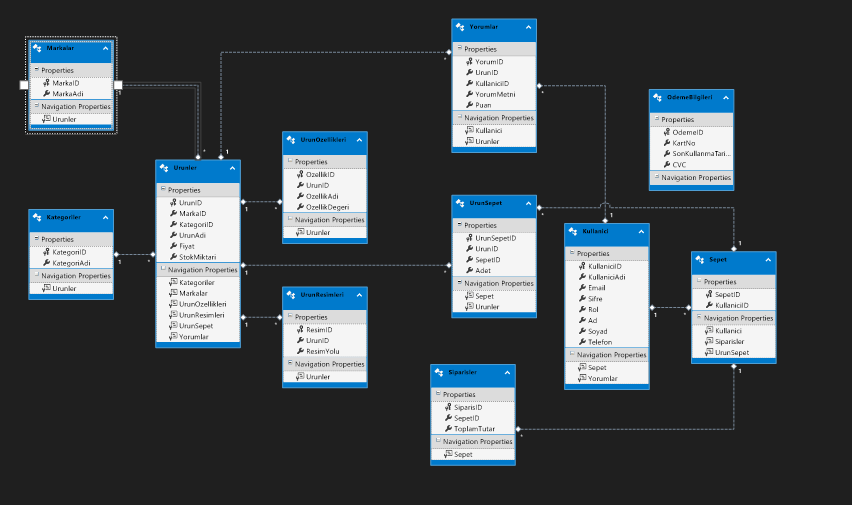 Markalar
Properties
MarkaID
MarkaAdi
Navigation Properties
Urunler
Kategoriler
Properties
KategoriID
KategoriAdi
Navigation Properties
Urunler
Urunler
Properties
UrunID
MarkaID
KategoriID
UrunAdi
Fiyat
StokMiktari
Navigation Properties
Kategoriler
Markalar
UrunOzellikleri
UrunResimleri
UrunSepet
Yorumlar
UrunOzellikleri
Properties
OzellikID
UrunID
OzellikAdi
OzellikDegeri
Navigation Properties
Urunler
UrunResimleri
Properties
ResimID
UrunID
ResimYolu
Navigation Properties
Urunler
Yorumlar
Properties
YorumID
UrunID
KullaniciID
YorumMetni
Puan
Navigation Properties
Kullanici
Urunler
UrunSepet
Properties
UrunSepetID
UrunID
SepetID
Adet
Navigation Properties
Sepet
Urunler
Siparisler
Properties
SiparisID
SepetID
ToplamTutar
Navigation Properties
Sepet
OdemeBilgileri
Properties
OdemeID
KartNo
SonKullanmaTari...
CVC
Navigation Properties
Kullanici
Properties
KullaniciID
KullaniciAdi
Email
Sifre
Rol
Ad
Soyad
Telefon
Navigation Properties
Sepet
Yorumlar
Sepet
Properties
SepetID
KullaniciID
Navigation Properties
Kullanici
Siparisler
UrunSepet
1
*
1
*
1
*
1
*
1
*
1
*
1
*
1
*
1
*
1
*